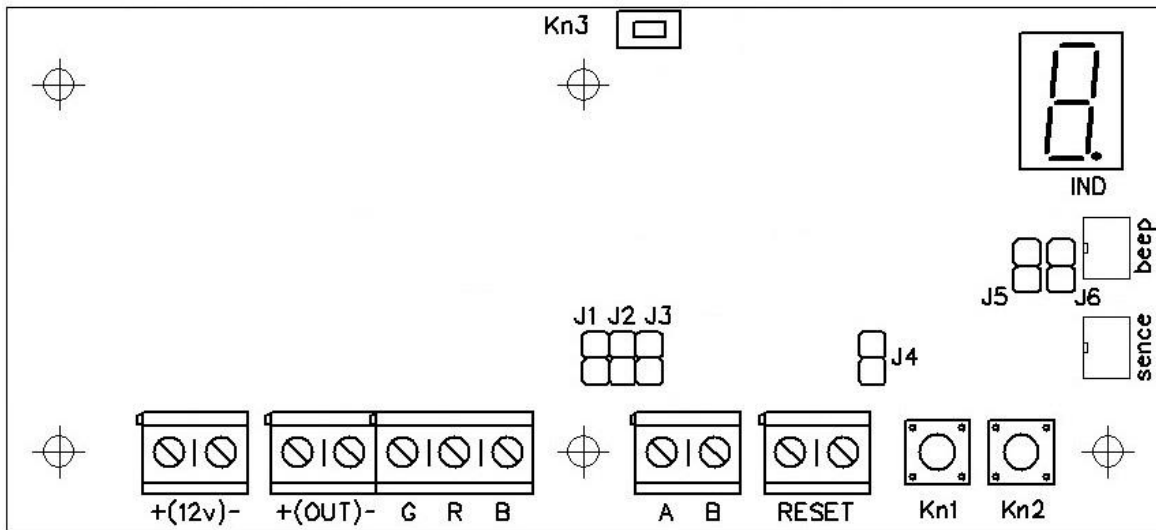 Kn3
IND
beep
J5 J6
sence
J1 J2 J3
J4
+(12v)- +(OUT)- G R B A B RESET Kn1 Kn2